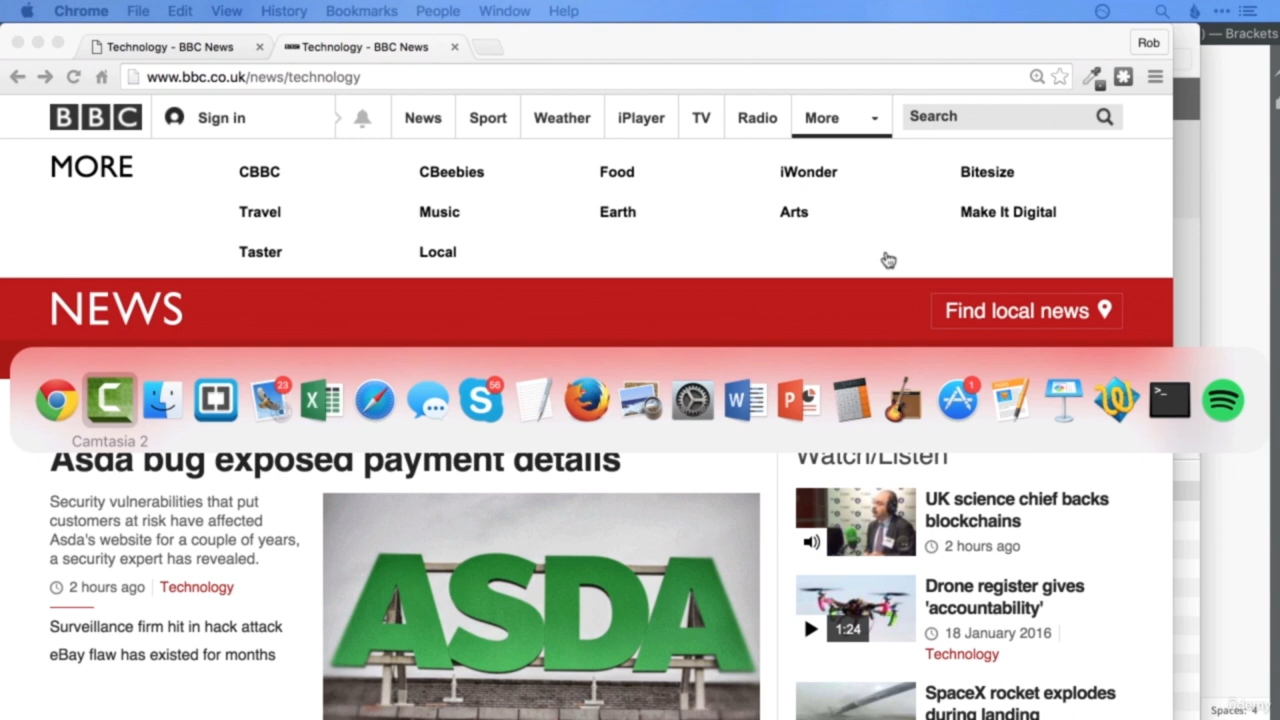 Chrome File Edit View History Bookmarks People Window Help
) — Brackets
Technology - BBC News
Technology - BBC News
Rob
www.bbc.co.uk/news/technology
BBC
Sign in
News
Sport
Weather
iPlayer
TV
Radio
More
Search
MORE
CBBC
CBeebies
Food
iWonder
Bitesize
Travel
Music
Earth
Arts
Make It Digital
Taster
Local
NEWS
Find local news
23
56
1
Camtasia 2
Asda bug exposed payment details
Security vulnerabilities that put
customers at risk have affected
Asda's website for a couple of years,
a security expert has revealed.
2 hours ago
Technology
Surveillance firm hit in hack attack
eBay flaw has existed for months
ASDA
Watch/Listen
UK science chief backs
blockchains
2 hours ago
Drone register gives
'accountability'
1:24
18 January 2016
Technology
SpaceX rocket explodes
during landing
Spaces: 4